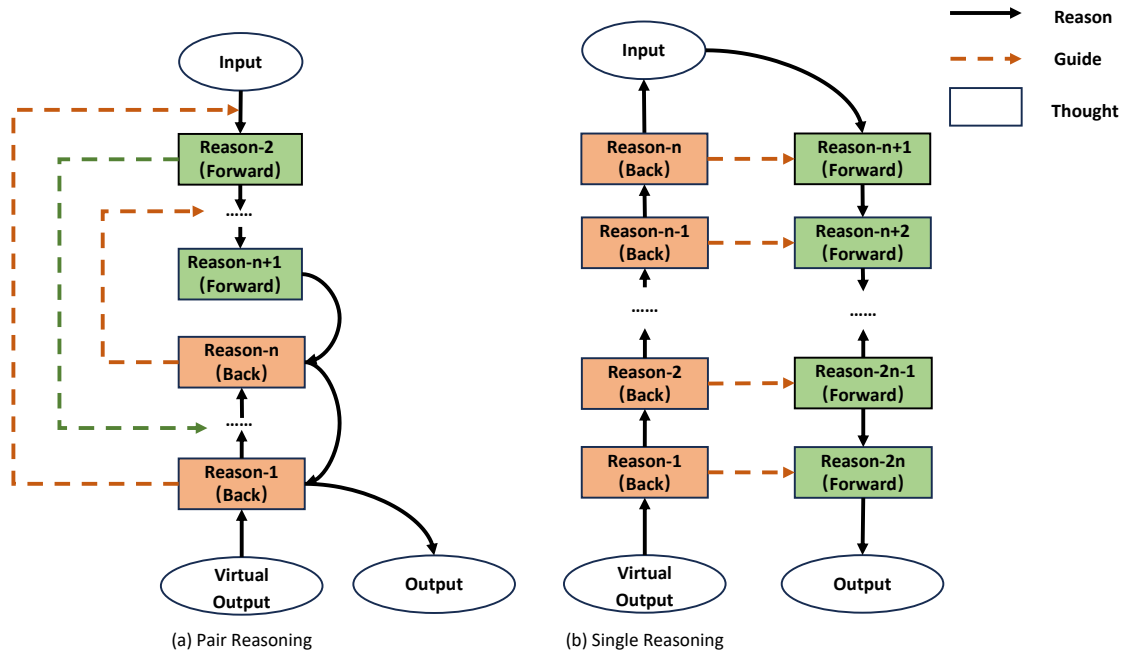 Input
Reason-2
(Forward)
......
Reason-n+1
(Forward)
Reason-n
(Back)
......
Reason-1
(Back)
Virtual
Output
Output
(a) Pair Reasoning
Input
Reason-n
(Back)
Reason-n-1
(Back)
......
Reason-2
(Back)
Reason-1
(Back)
Virtual
Output
Reason-n+1
(Forward)
Reason-n+2
(Forward)
......
Reason-2n-1
(Forward)
Reason-2n
(Forward)
Output
(b) Single Reasoning
Reason
Guide
Thought